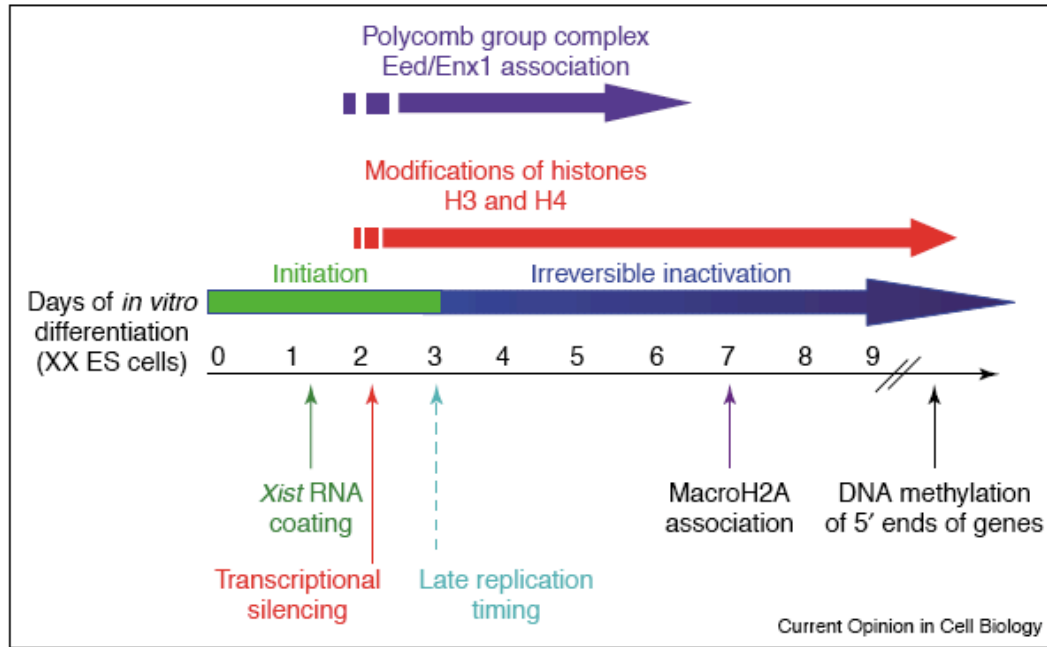 Polycomb group complex
Eed/Enx1 association
Modifications of histones
H3 and H4
Initiation
Irreversible inactivation
Days of in vitro
differentiation
(XX ES cells)
0 1 2 3 4 5 6 7 8 9
Xist RNA
coating
MacroH2A
association
DNA methylation
of 5′ ends of genes
Transcriptional
silencing
Late replication
timing
Current Opinion in Cell Biology